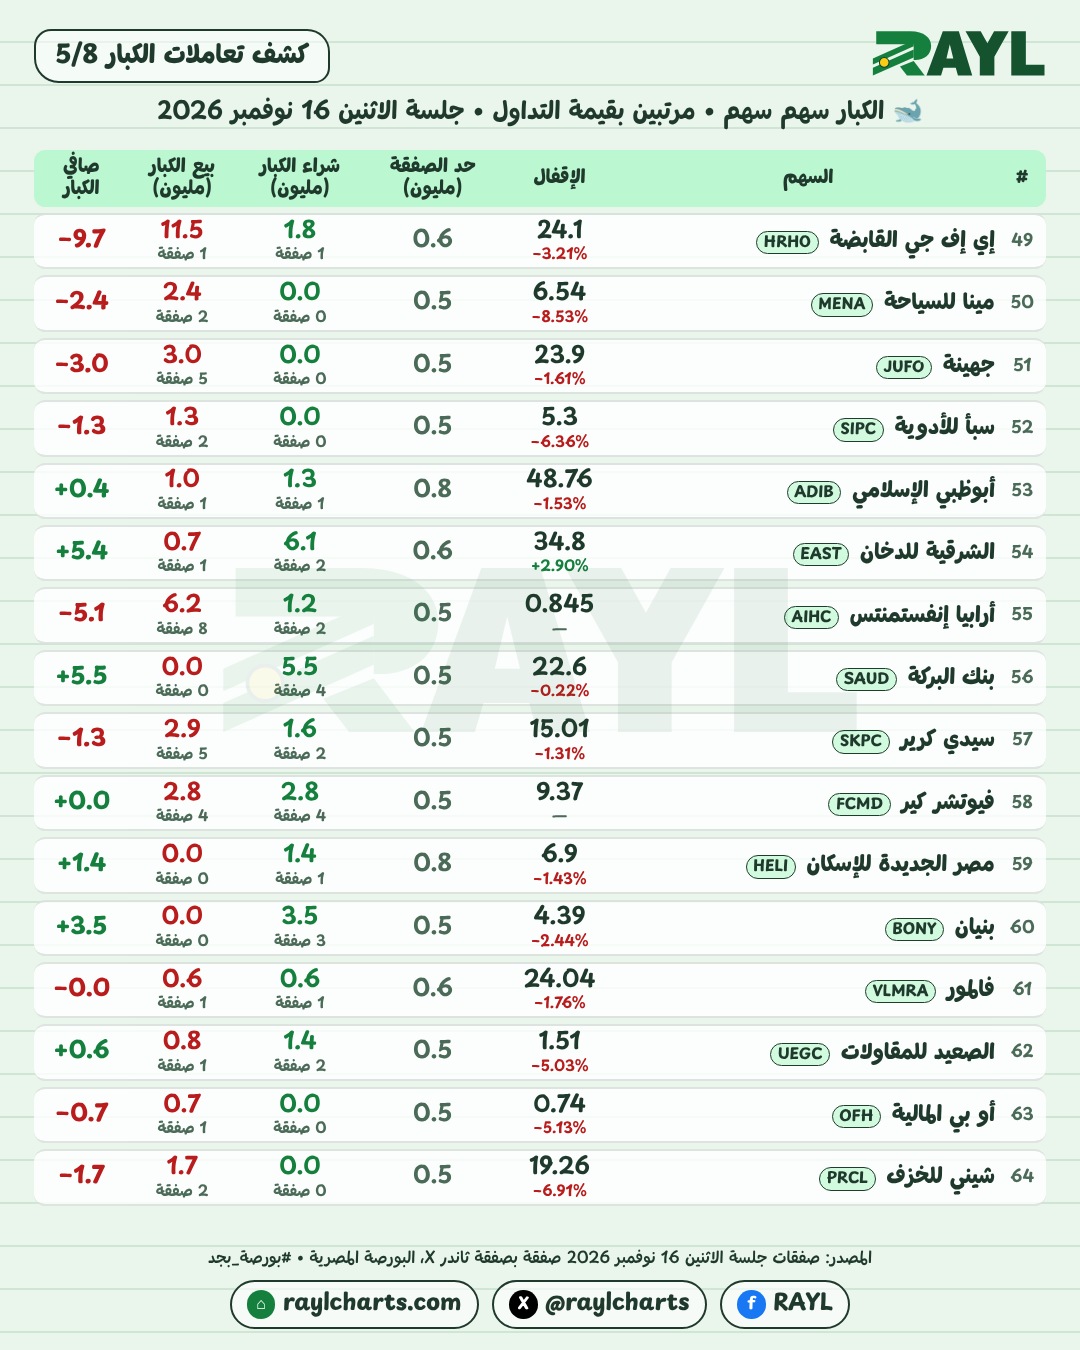 RAYL
كشف تعاملات الكبار 5/8
🐋 الكبار سهم سهم • مرتبين بقيمة التداول • جلسة الاثنين 16 نوفمبر 2026
# السهم الإقفال حد الصفقة (مليون) شراء الكبار (مليون) بيع الكبار (مليون) صافي الكبار
49 إي إف جي القابضة HRHO 24.1 0.6 1.8 11.5 −9.7
−3.21% 1 صفقة 1 صفقة
50 مينا للسياحة MENA 6.54 0.5 0.0 2.4 −2.4
−8.53% 0 صفقة 2 صفقة
51 جهينة JUFO 23.9 0.5 0.0 3.0 −3.0
−1.61% 0 صفقة 5 صفقة
52 سبأ للأدوية SIPC 5.3 0.5 0.0 1.3 −1.3
−6.36% 0 صفقة 2 صفقة
53 أبوظبي الإسلامي ADIB 48.76 0.8 1.3 1.0 +0.4
−1.53% 1 صفقة 1 صفقة
54 الشرقية للدخان EAST 34.8 0.6 6.1 0.7 +5.4
+2.90% 2 صفقة 1 صفقة
55 أرابيا إنفستمنتس AIHC 0.845 0.5 1.2 6.2 −5.1
— 2 صفقة 8 صفقة
56 بنك البركة SAUD 22.6 0.5 5.5 0.0 +5.5
−0.22% 4 صفقة 0 صفقة
57 سيدي كرير SKPC 15.01 0.5 1.6 2.9 −1.3
−1.31% 2 صفقة 5 صفقة
58 فيوتشر كير FCMD 9.37 0.5 2.8 2.8 +0.0
— 4 صفقة 4 صفقة
59 مصر الجديدة للإسكان HELI 6.9 0.8 1.4 0.0 +1.4
−1.43% 1 صفقة 0 صفقة
60 بنيان BONY 4.39 0.5 3.5 0.0 +3.5
−2.44% 3 صفقة 0 صفقة
61 فالمور VLMRA 24.04 0.6 0.6 0.6 −0.0
−1.76% 1 صفقة 1 صفقة
62 الصعيد للمقاولات UEGC 1.51 0.5 1.4 0.8 +0.6
−5.03% 2 صفقة 1 صفقة
63 أو بي المالية OFH 0.74 0.5 0.0 0.7 −0.7
−5.13% 0 صفقة 1 صفقة
64 شيني للخزف PRCL 19.26 0.5 0.0 1.7 −1.7
−6.91% 0 صفقة 2 صفقة
RAYL
المصدر: صفقات جلسة الاثنين 16 نوفمبر 2026 صفقة بصفقة ثاندر X، البورصة المصرية • #بورصة_بجد
raylcharts.com @raylcharts RAYL